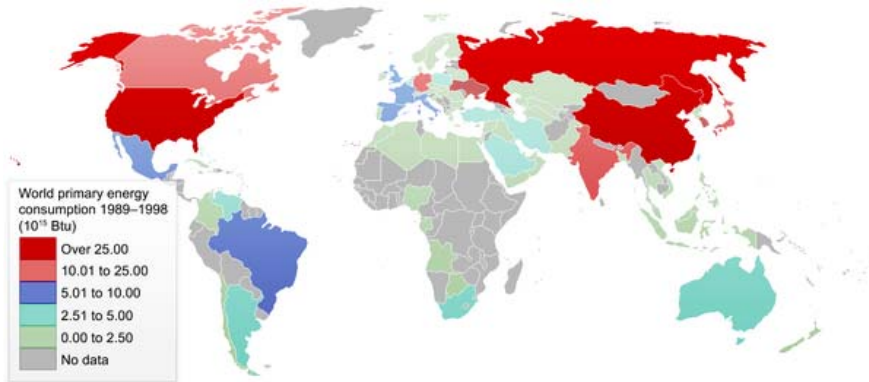 World primary energy
consumption 1989–1998
(10¹⁵ Btu)
Over 25.00
10.01 to 25.00
5.01 to 10.00
2.51 to 5.00
0.00 to 2.50
No data